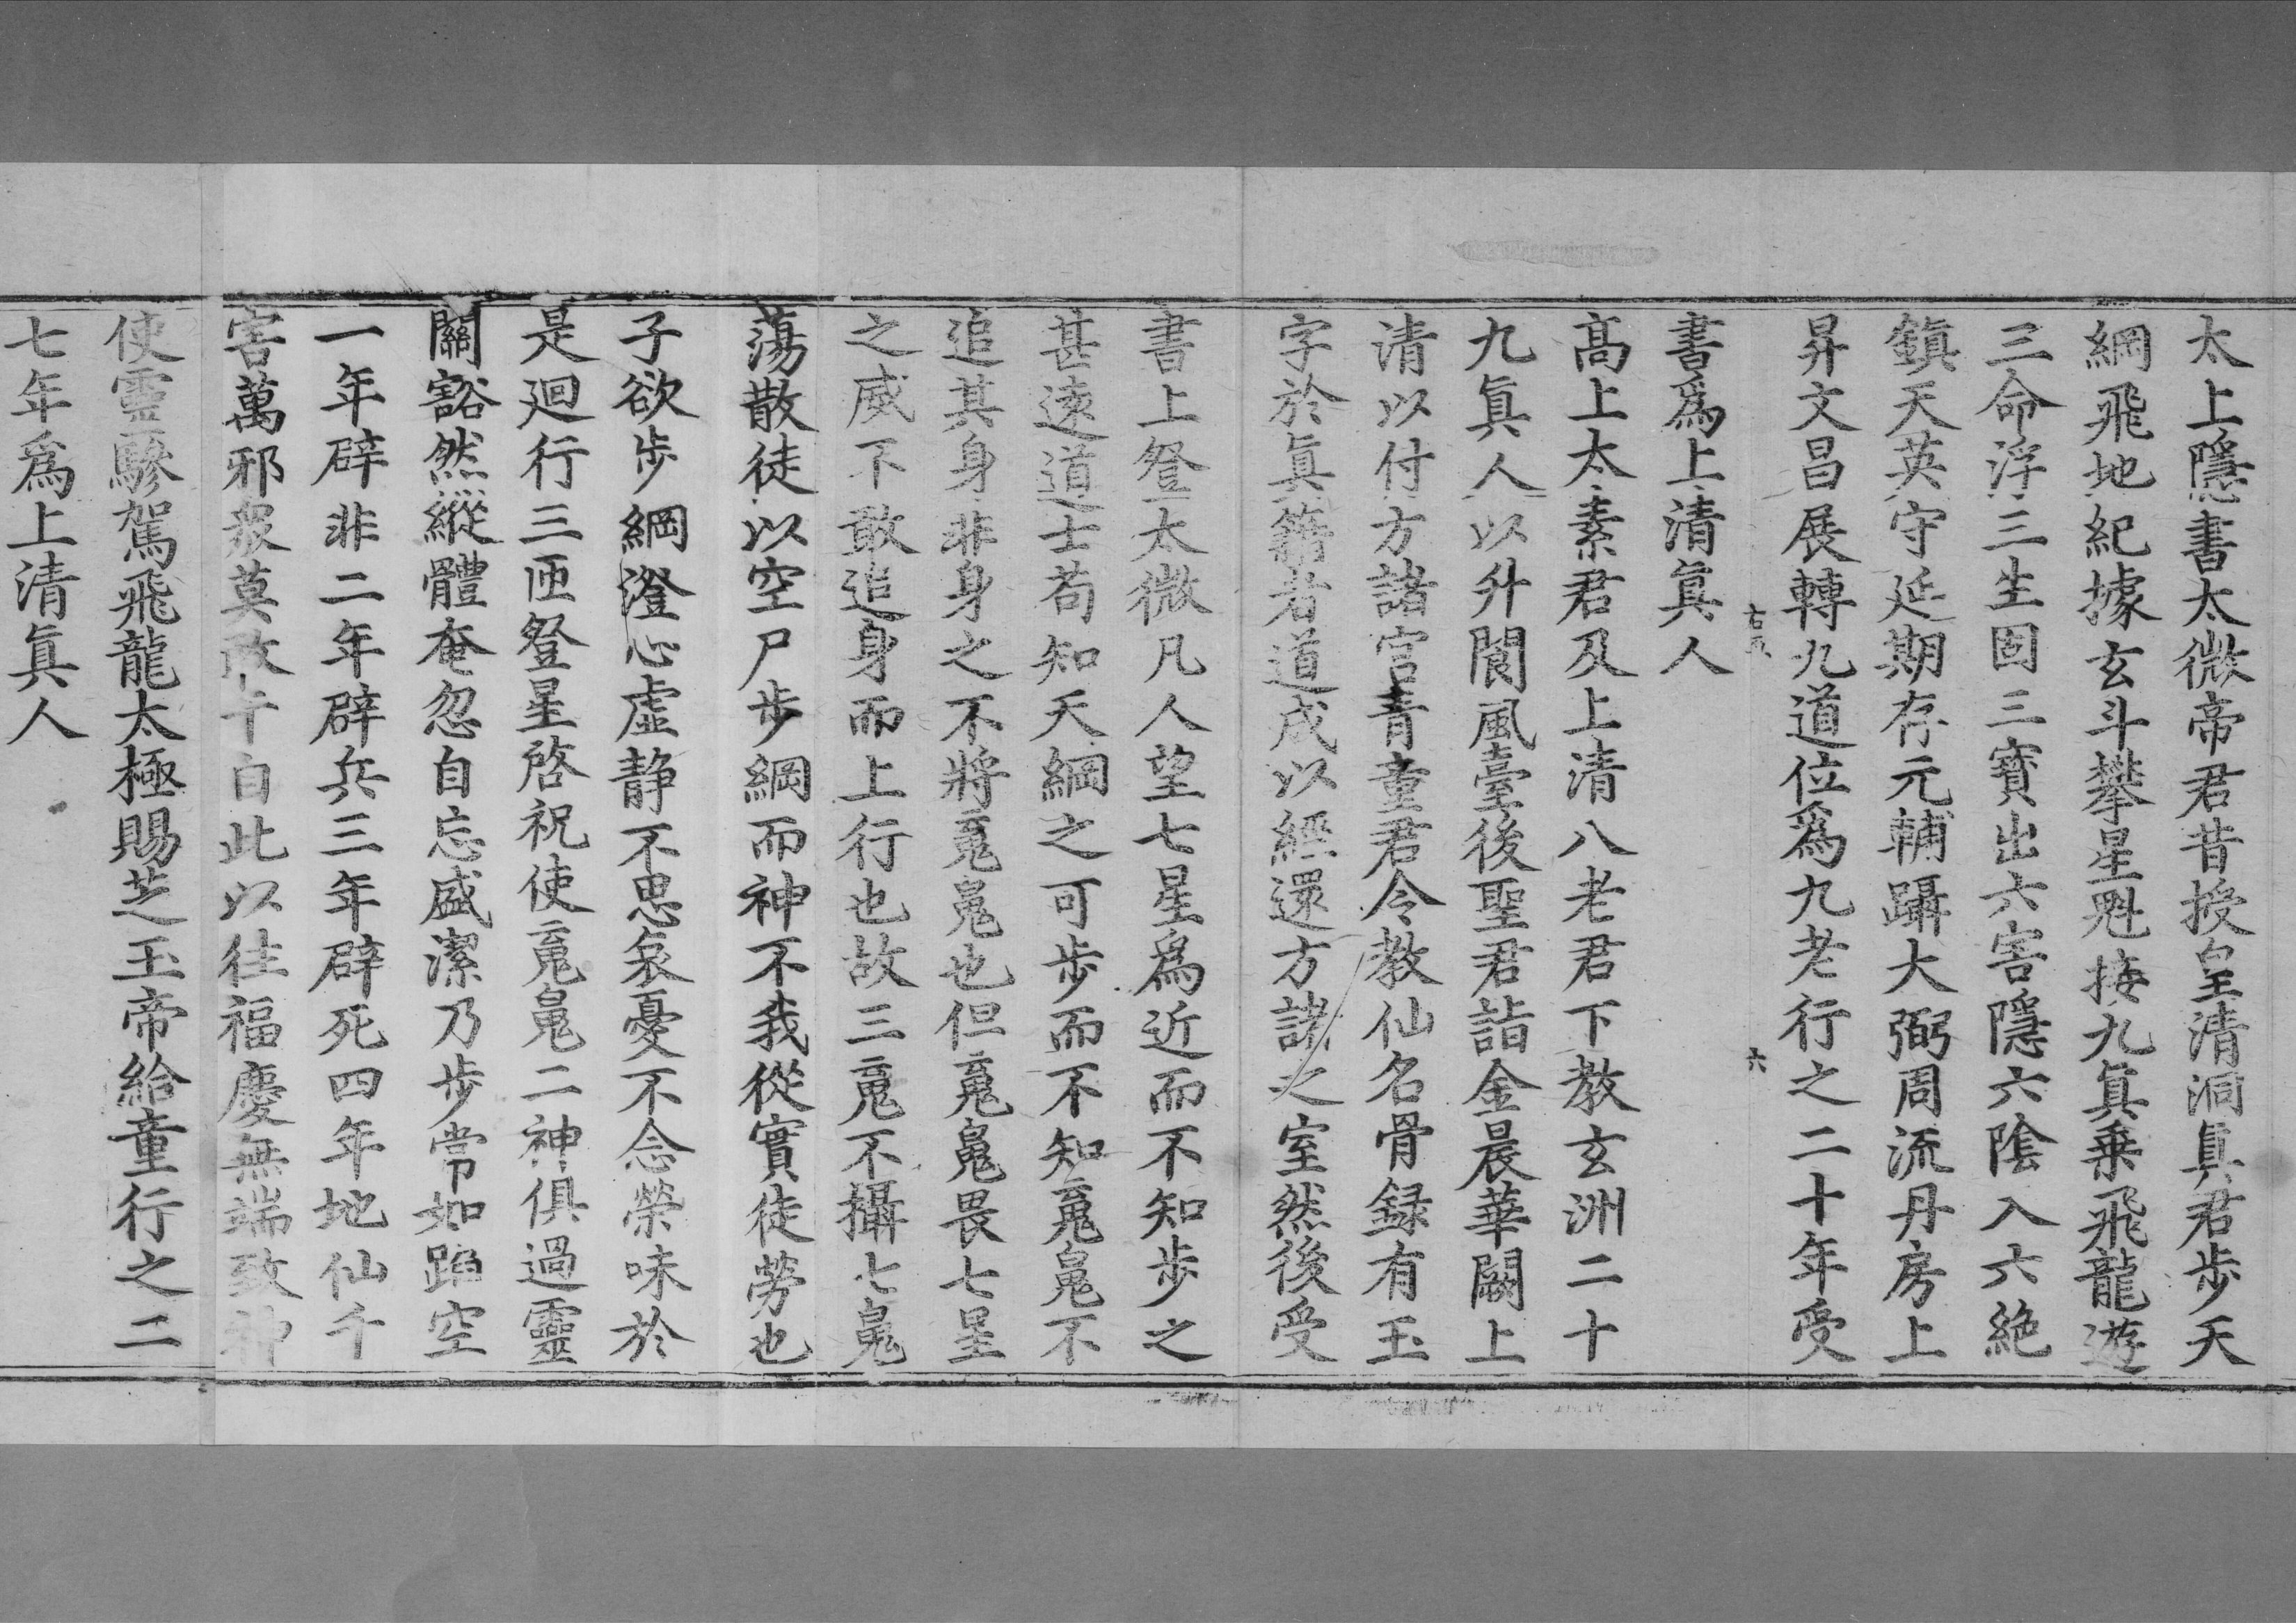 太上隱書太微帝君昔授皇清洞眞君步天
綱飛地紀據玄斗攀星魁接九眞乗飛龍遊
三命浮三生固三寶出六害隱六陰入六絶
鎮天英守延期存元輔躡大弼周流丹房上
昇文昌展轉九道位爲九老行之二十年受
六
書爲上清眞人
髙上太素君及上清八老君下教玄洲二十
九眞人以升閬風臺後聖君詣金晨華闕上
清以付方諸宮青童君令教仙名骨録有玉
字於眞籍者道成以經還方諸之室然後受
書上登太微凡人望七星爲近而不知步之
甚逺道士苟知天綱之可步而不知䰟䰟不
追其身非身之不將䰟魄也但䰟魄畏七星
之威不敢追身而上行也故三䰟不攝七魄
蕩散徒以空尸步綱而神不我從實徒勞也
子欲步綱澄心虛靜不思哀憂不念榮味於
是迴行三匝登星啓祝使䰟魄二神俱過靈
關豁然縱體奄忽自忘盛潔乃步常如蹈空
一年辟非二年辟兵三年辟死四年地仙千
害萬邪衆莫敢干自此以往福慶無端致神
使靈驂駕飛龍太極賜芝玉帝給童行之二
七年爲上清眞人